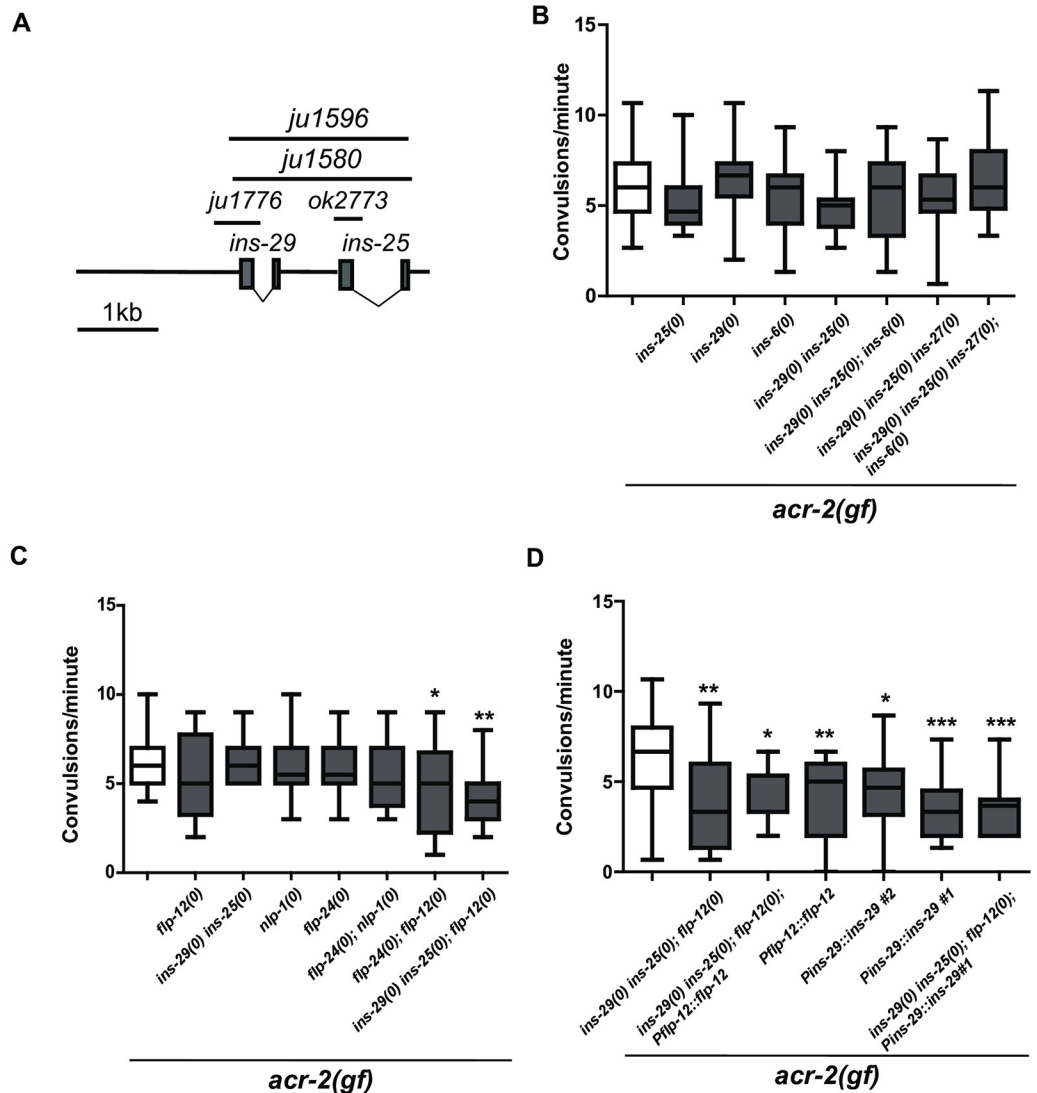 A
ju1596
ju1580
ju1776 ok2773
ins-29 ins-25
1kb
B
Convulsions/minute
15
10
5
0
ins-25(0)
ins-29(0)
ins-6(0)
ins-29(0) ins-25(0)
ins-29(0) ins-25(0); ins-6(0)
ins-29(0) ins-25(0) ins-27(0)
ins-29(0) ins-25(0) ins-27(0);
ins-6(0)
acr-2(gf)
C
Convulsions/minute
15
10
5
0
*
**
flp-12(0)
ins-29(0) ins-25(0)
nlp-1(0)
flp-24(0)
flp-24(0); nlp-1(0)
flp-24(0); flp-12(0)
ins-29(0) ins-25(0); flp-12(0)
acr-2(gf)
D
Convulsions/minute
15
10
5
0
**
*
**
*
***
***
ins-29(0) ins-25(0); flp-12(0)
ins-29(0) ins-25(0); flp-12(0);
Pflp-12::flp-12
Pflp-12::flp-12
Pins-29::ins-29 #2
Pins-29::ins-29 #1
ins-29(0) ins-25(0); flp-12(0);
Pins-29::ins-29#1
acr-2(gf)